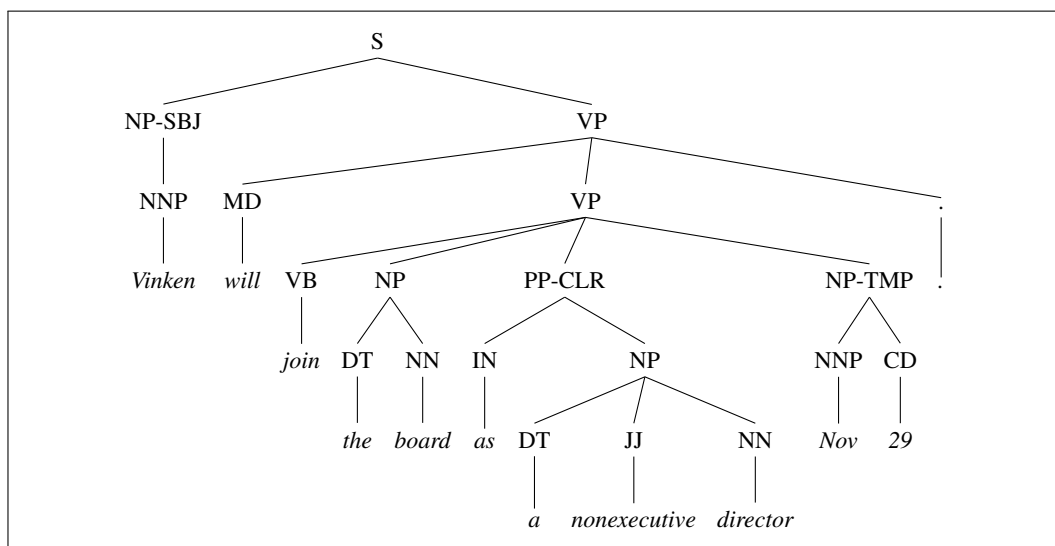 S
NP-SBJ VP
NNP MD VP .
Vinken will VB NP PP-CLR NP-TMP .
join DT NN IN NP NNP CD
the board as DT JJ NN Nov 29
a nonexecutive director